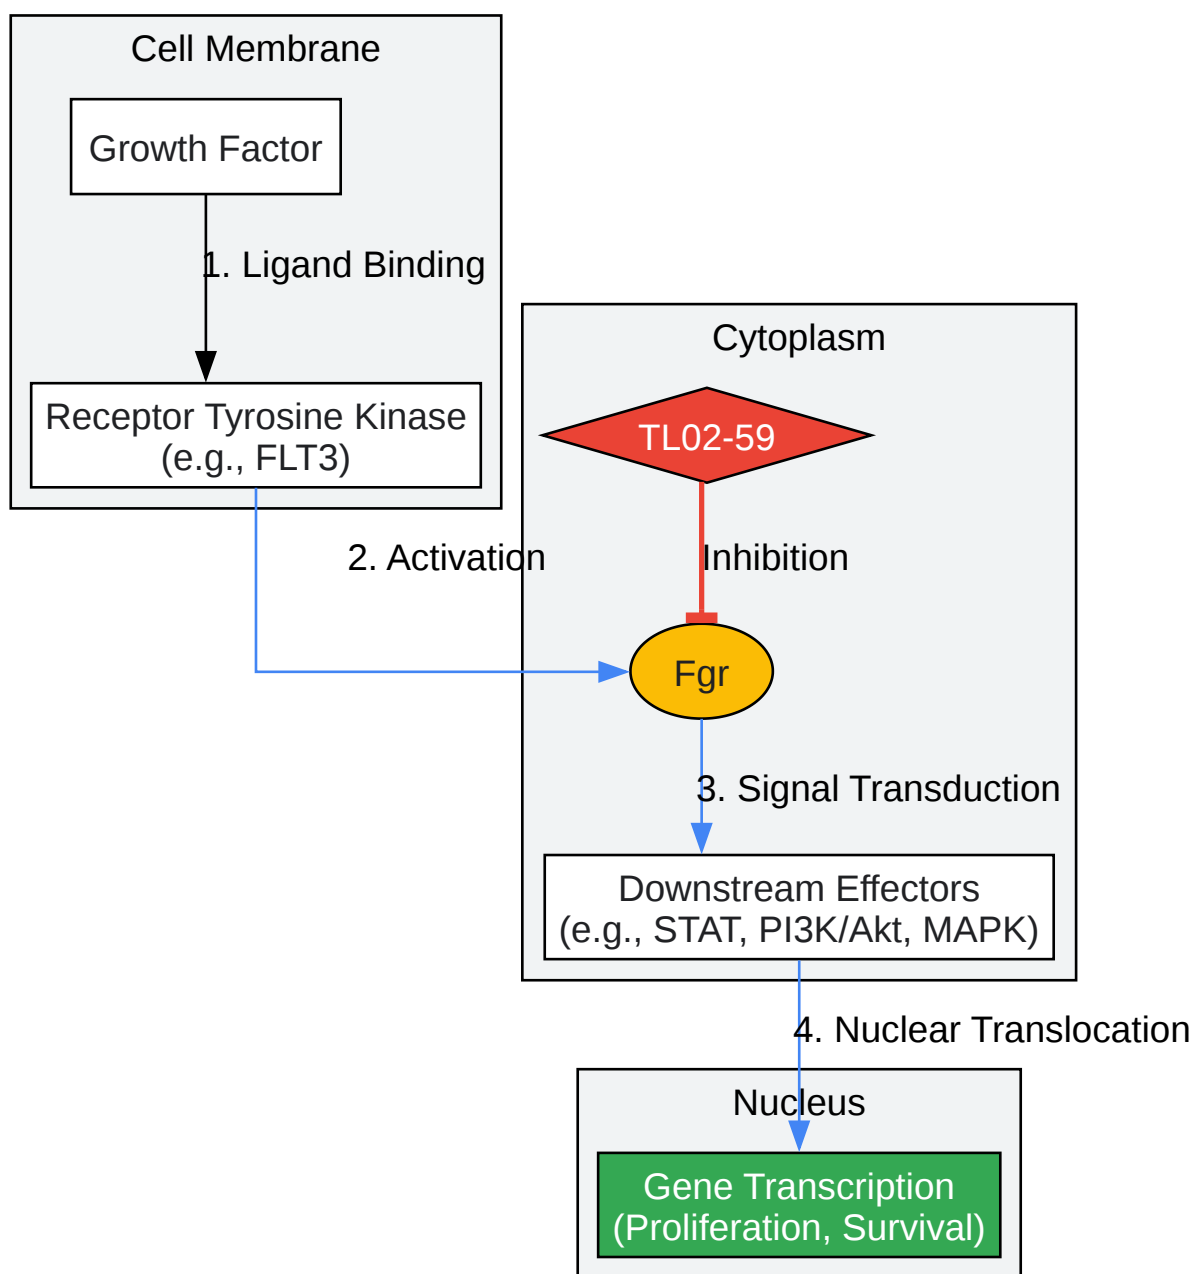 Cell Membrane
Growth Factor
1. Ligand Binding
Receptor Tyrosine Kinase
(e.g., FLT3)
Cytoplasm
TL02-59
2. Activation
Inhibition
Fgr
3. Signal Transduction
Downstream Effectors
(e.g., STAT, PI3K/Akt, MAPK)
4. Nuclear Translocation
Nucleus
Gene Transcription
(Proliferation, Survival)